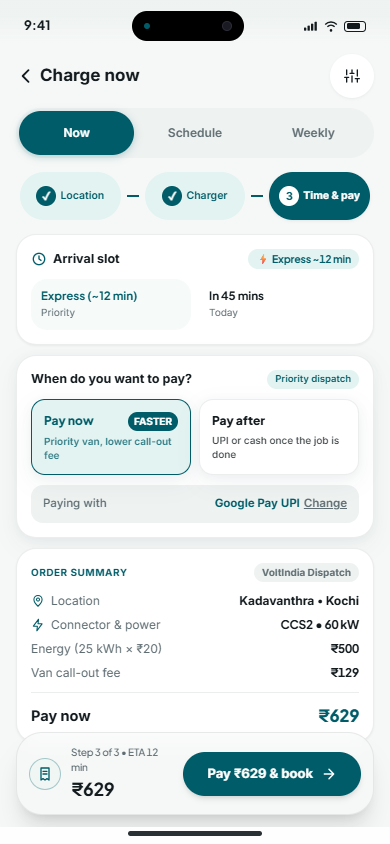 9:41
Charge now
Now
Schedule
Weekly
Location
Charger
3
Time & pay
Arrival slot
Express ~12 min
Express (~12 min)
Priority
In 45 mins
Today
When do you want to pay?
Priority dispatch
Pay now
FASTER
Priority van, lower call-out
fee
Pay after
UPI or cash once the job is
done
Paying with
Google Pay UPI Change
ORDER SUMMARY
VoltIndia Dispatch
Location
Kadavanthra • Kochi
Connector & power
CCS2 • 60 kW
Energy (25 kWh × ₹20)
₹500
Van call-out fee
₹129
Pay now
₹629
Step 3 of 3 • ETA 12
min
₹629
Pay ₹629 & book